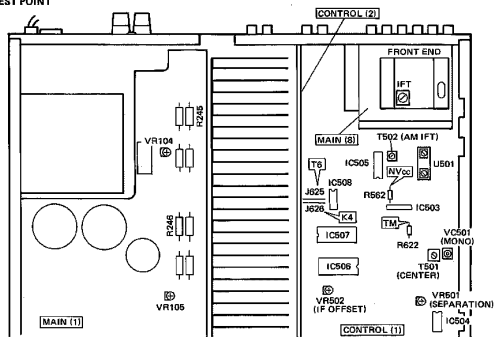 EST POINT
CONTROL (2)
FRONT END
IFT
R245
VR104
MAIN (8)
T502 (AM IFT)
T6
IC505
NVcc
U501
J625
IC508
R562
IC503
J626
K4
TM
R246
IC507
R622
VC501
(MONO)
IC506
T501
(CENTER)
VR105
VR502
(IF OFFSET)
VR501
(SEPARATION)
IC504
MAIN (1)
CONTROL (1)